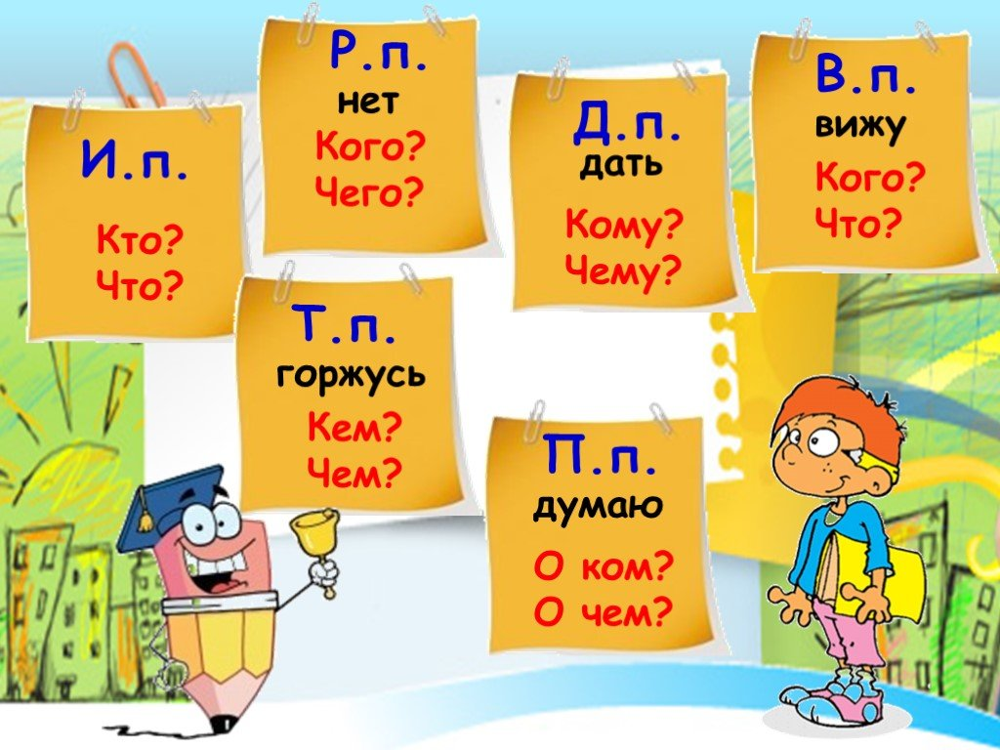 И.п.
Кто?
Что?
Р.п.
нет
Кого?
Чего?
Д.п.
дать
Кому?
Чему?
В.п.
вижу
Кого?
Что?
Т.п.
горжусь
Кем?
Чем?
П.п.
думаю
О ком?
О чем?